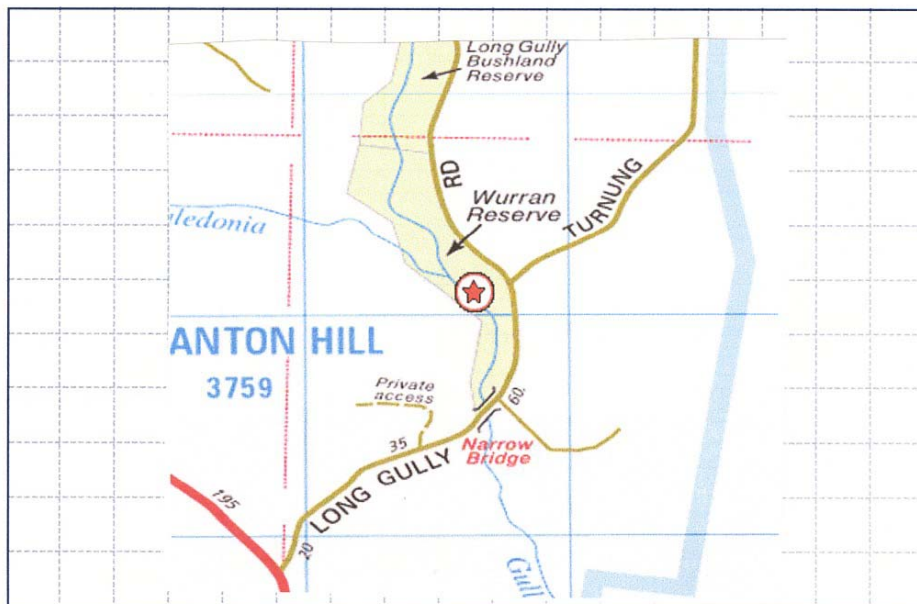 Long Gully
Bushland
Reserve
RD
Wurran
Reserve
TURNUNG
ledonia
ANTON HILL
3759
Private
access
60
35
Narrow
Bridge
LONG GULLY
195
20
Gull